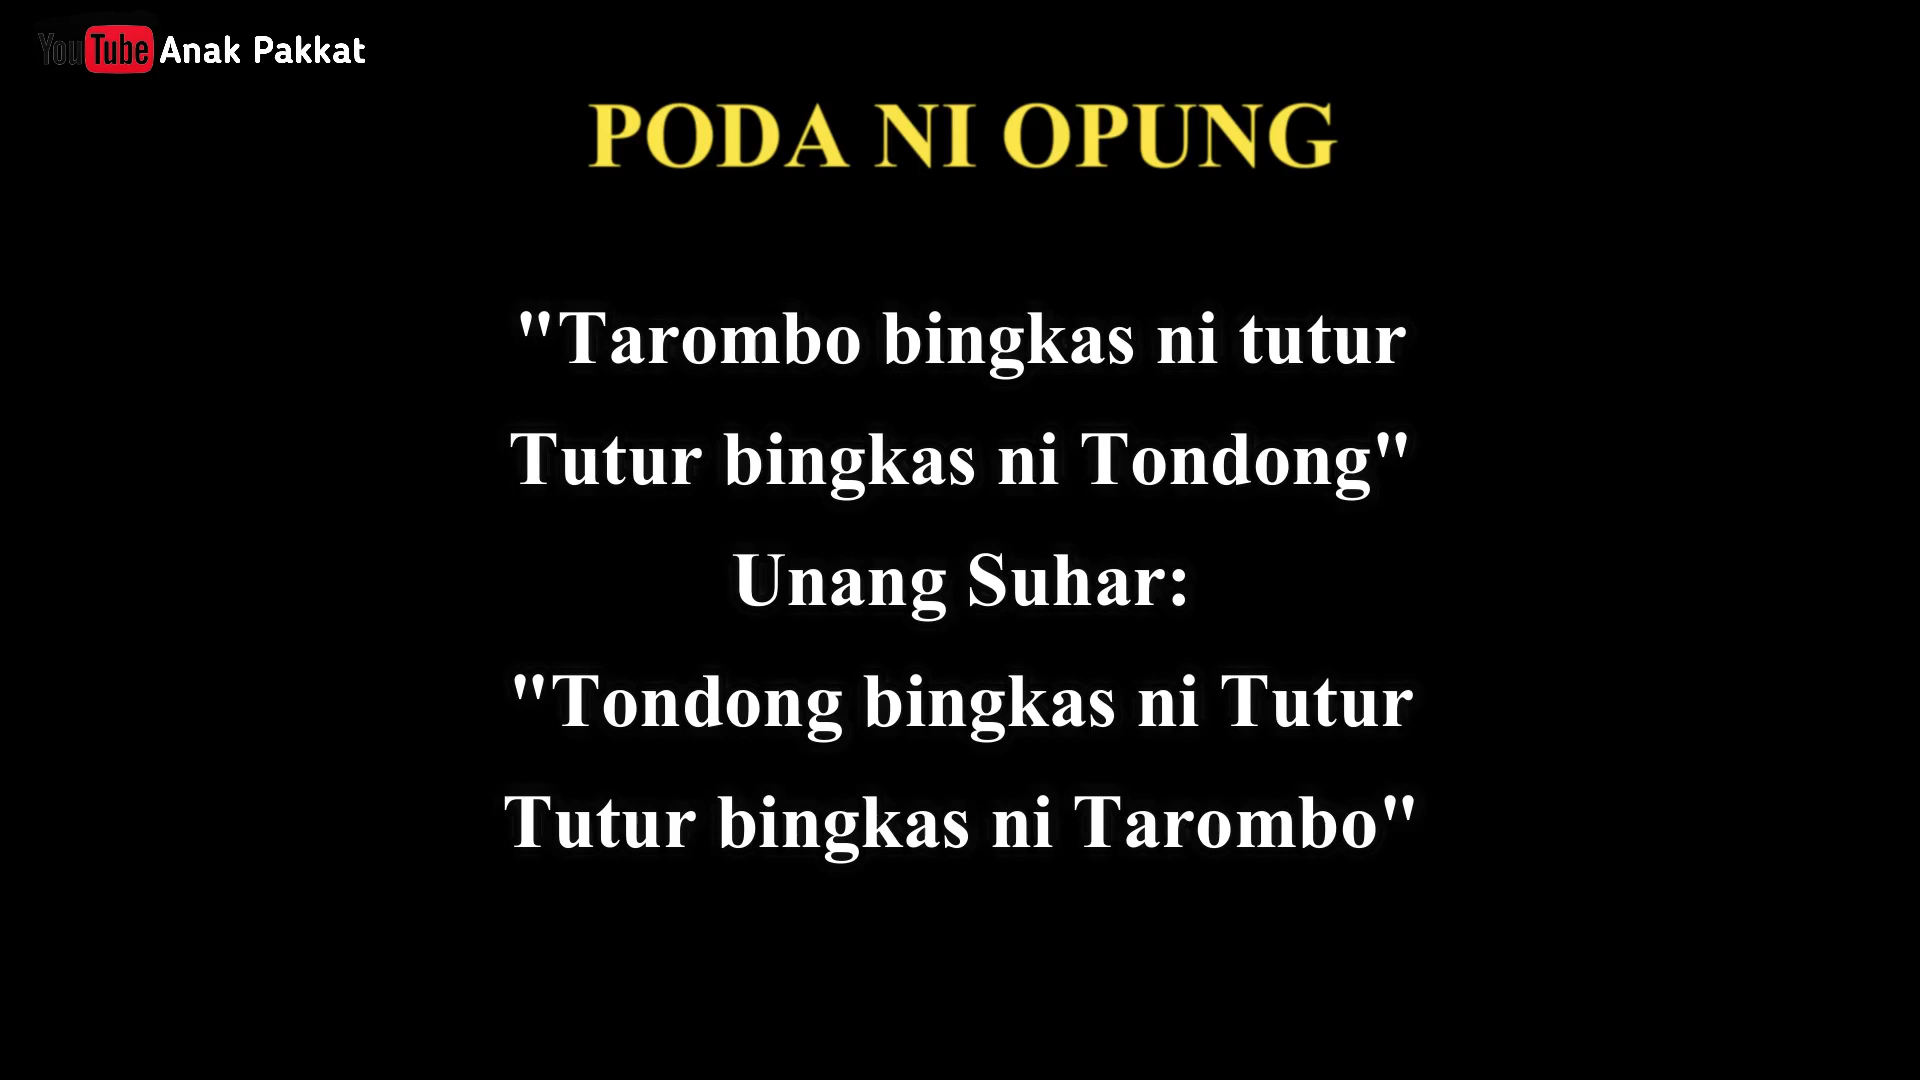 YouTube Anak Pakkat
PODA NI OPUNG
"Tarombo bingkas ni tutur
Tutur bingkas ni Tondong"
Unang Suhar:
"Tondong bingkas ni Tutur
Tutur bingkas ni Tarombo"